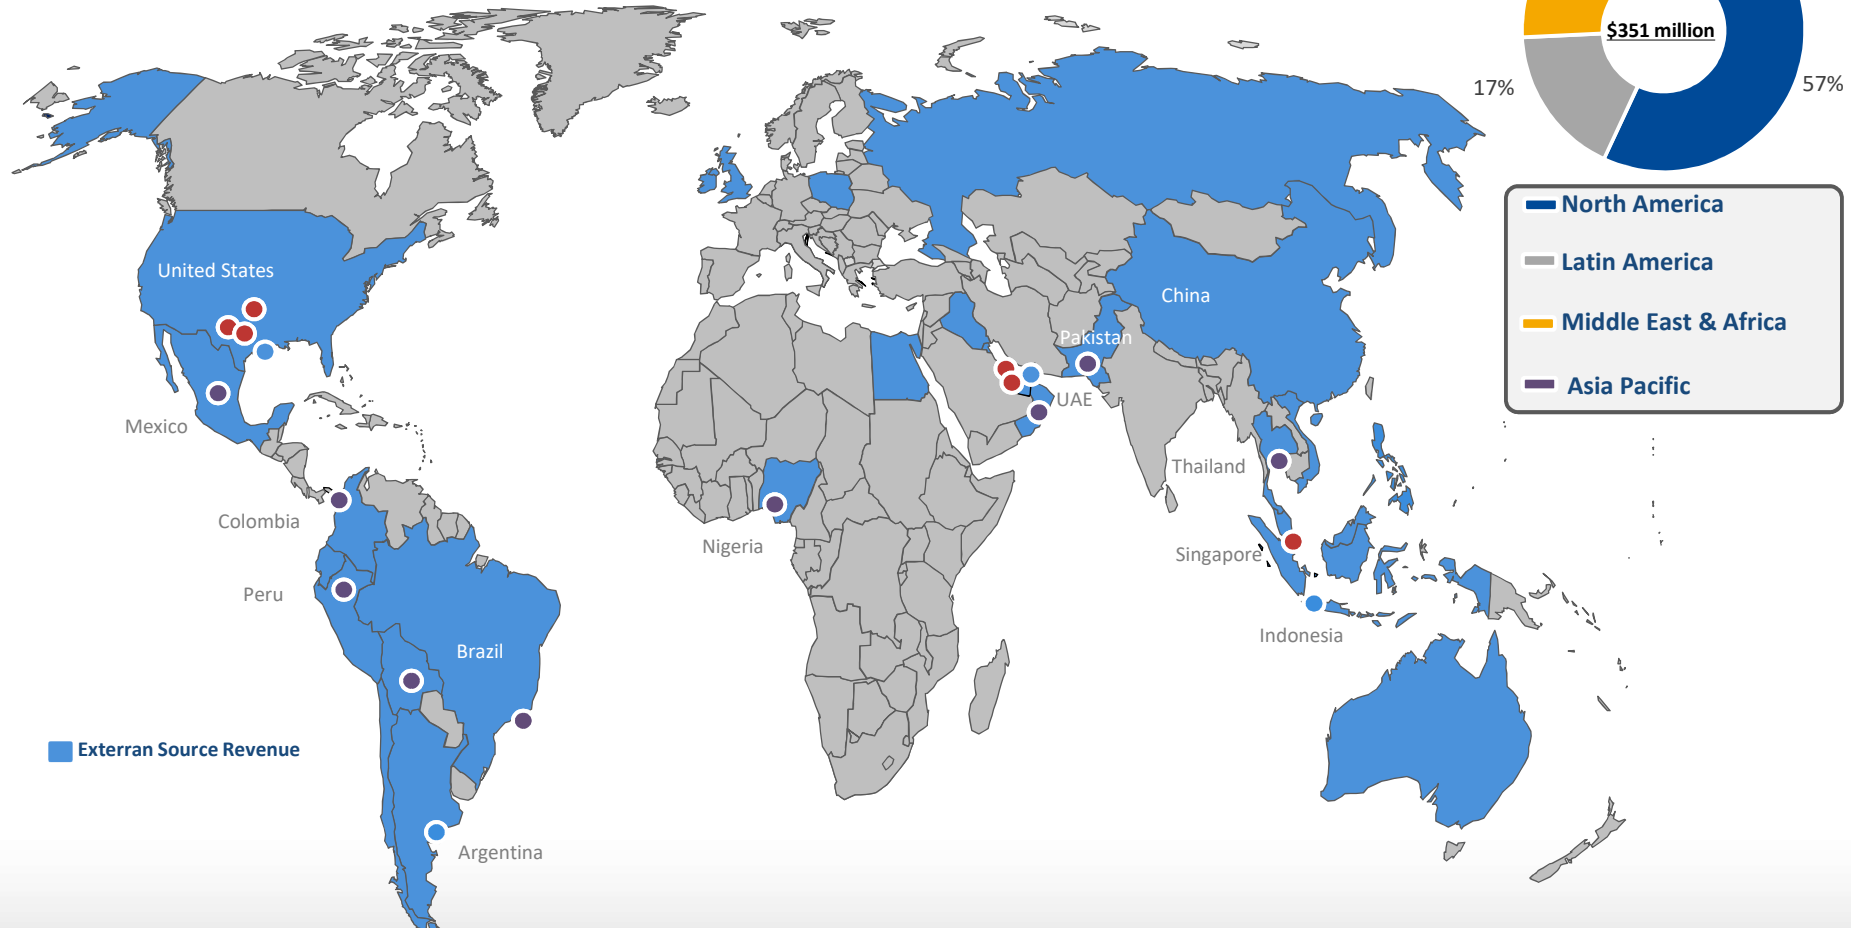 $351 million
17%
57%
North America
Latin America
Middle East & Africa
Asia Pacific
United States
China
Pakistan
UAE
Mexico
Thailand
Colombia
Nigeria
Singapore
Peru
Indonesia
Brazil
Exterran Source Revenue
Argentina